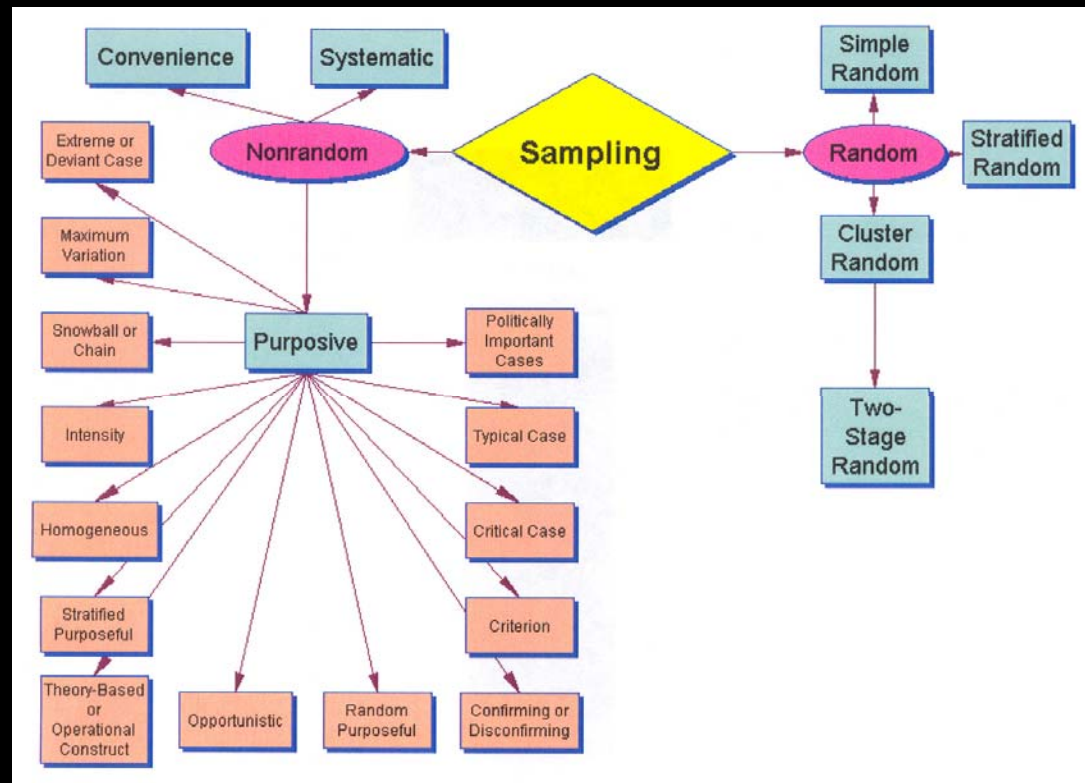 Convenience
Systematic
Simple
Random
Extreme or
Deviant Case
Nonrandom
Sampling
Random
Stratified
Random
Maximum
Variation
Cluster
Random
Snowball or
Chain
Purposive
Politically
Important
Cases
Intensity
Typical Case
Two-
Stage
Random
Homogeneous
Critical Case
Stratified
Purposeful
Criterion
Theory-Based
or
Operational
Construct
Opportunistic
Random
Purposeful
Confirming or
Disconfirming